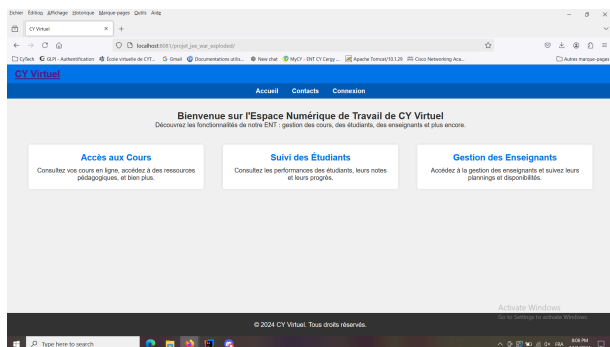 Fichier Édition Affichage Historique Marque-pages Outils Aide
CY Virtuel
localhost:8081/projet_jee_war_exploded/
CyTech GLPI - Authentification École virtuelle de CYT... Gmail Documentations utilis... New chat MyCY - ENT CY Cergy ... Apache Tomcat/10.1.29 Cisco Networking Aca... Autres marque-pages
CY Virtuel
Accueil Contacts Connexion
Bienvenue sur l'Espace Numérique de Travail de CY Virtuel
Découvrez les fonctionnalités de notre ENT : gestion des cours, des étudiants, des enseignants et plus encore.
Accès aux Cours
Consultez vos cours en ligne, accédez à des ressources
pédagogiques, et bien plus.
Suivi des Étudiants
Consultez les performances des étudiants, leurs notes
et leurs progrès.
Gestion des Enseignants
Accédez à la gestion des enseignants et suivez leurs
plannings et disponibilités.
Activate Windows
Go to Settings to activate Windows.
© 2024 CY Virtuel. Tous droits réservés.
Type here to search
FRA
8:08 PM